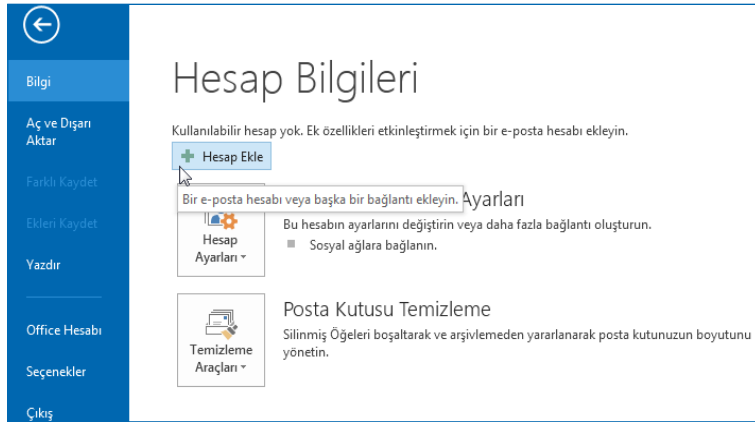 Bilgi
Aç ve Dışarı
Aktar
Farklı Kaydet
Ekleri Kaydet
Yazdır
Office Hesabı
Seçenekler
Çıkış
Hesap Bilgileri
Kullanılabilir hesap yok. Ek özellikleri etkinleştirmek için bir e-posta hesabı ekleyin.
Hesap Ekle
Bir e-posta hesabı veya başka bir bağlantı ekleyin.
Ayarları
Hesap
Ayarları
Bu hesabın ayarlarını değiştirin veya daha fazla bağlantı oluşturun.
Sosyal ağlara bağlanın.
Temizleme
Araçları
Posta Kutusu Temizleme
Silinmiş Öğeleri boşaltarak ve arşivlemeden yararlanarak posta kutunuzun boyutunu
yönetin.